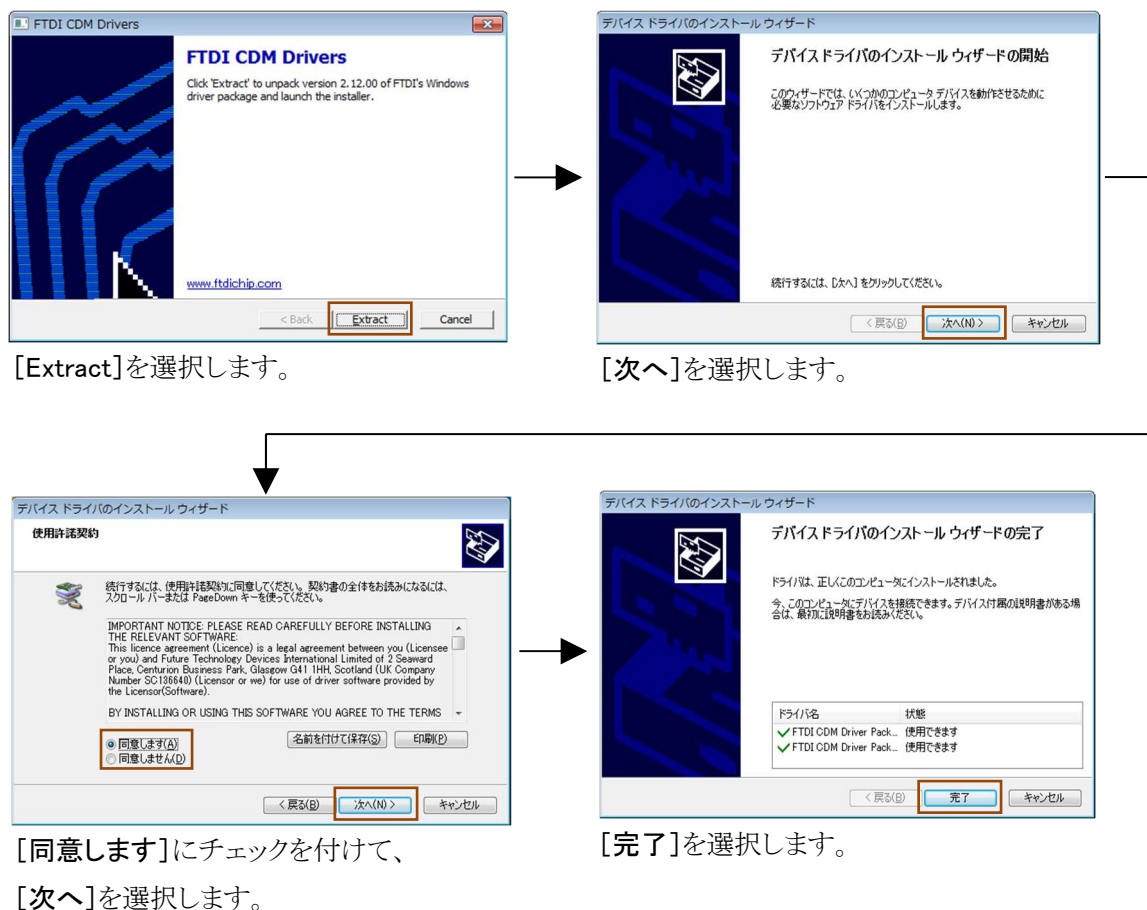 FTDI CDM Drivers
FTDI CDM Drivers
Click 'Extract' to unpack version 2.12.00 of FTDI's Windows
driver package and launch the installer.
www.ftdichip.com
< Back
Extract
Cancel
[Extract]を選択します。
デバイス ドライバのインストール ウィザード
デバイス ドライバのインストール ウィザードの開始
このウィザードでは、いくつかのコンピュータ デバイスを動作させるために
必要なソフトウェア ドライバをインストールします。
続行するには、[次へ] をクリックしてください。
< 戻る(B)
次へ(N) >
キャンセル
[次へ]を選択します。
デバイス ドライバのインストール ウィザード
使用許諾契約
続行するには、使用許諾契約に同意してください。契約書の全体をお読みになるには、
スクロール バーまたは PageDown キーを使ってください。
IMPORTANT NOTICE: PLEASE READ CAREFULLY BEFORE INSTALLING
THE RELEVANT SOFTWARE:
This licence agreement (Licence) is a legal agreement between you (Licensee
or you) and Future Technology Devices International Limited of 2 Seaward
Place, Centurion Business Park, Glasgow G41 1HH, Scotland (UK Company
Number SC136640) (Licensor or we) for use of driver software provided by
the Licensor(Software).
BY INSTALLING OR USING THIS SOFTWARE YOU AGREE TO THE TERMS
同意します(A)
同意しません(D)
名前を付けて保存(S)
印刷(P)
< 戻る(B)
次へ(N) >
キャンセル
[同意します]にチェックを付けて、
[次へ]を選択します。
デバイス ドライバのインストール ウィザード
デバイス ドライバのインストール ウィザードの完了
ドライバは、正しくこのコンピュータにインストールされました。
今、このコンピュータにデバイスを接続できます。デバイス付属の説明書がある場
合は、最初に説明書をお読みください。
ドライバ名 状態
FTDI CDM Driver Pack... 使用できます
FTDI CDM Driver Pack... 使用できます
< 戻る(B)
完了
キャンセル
[完了]を選択します。